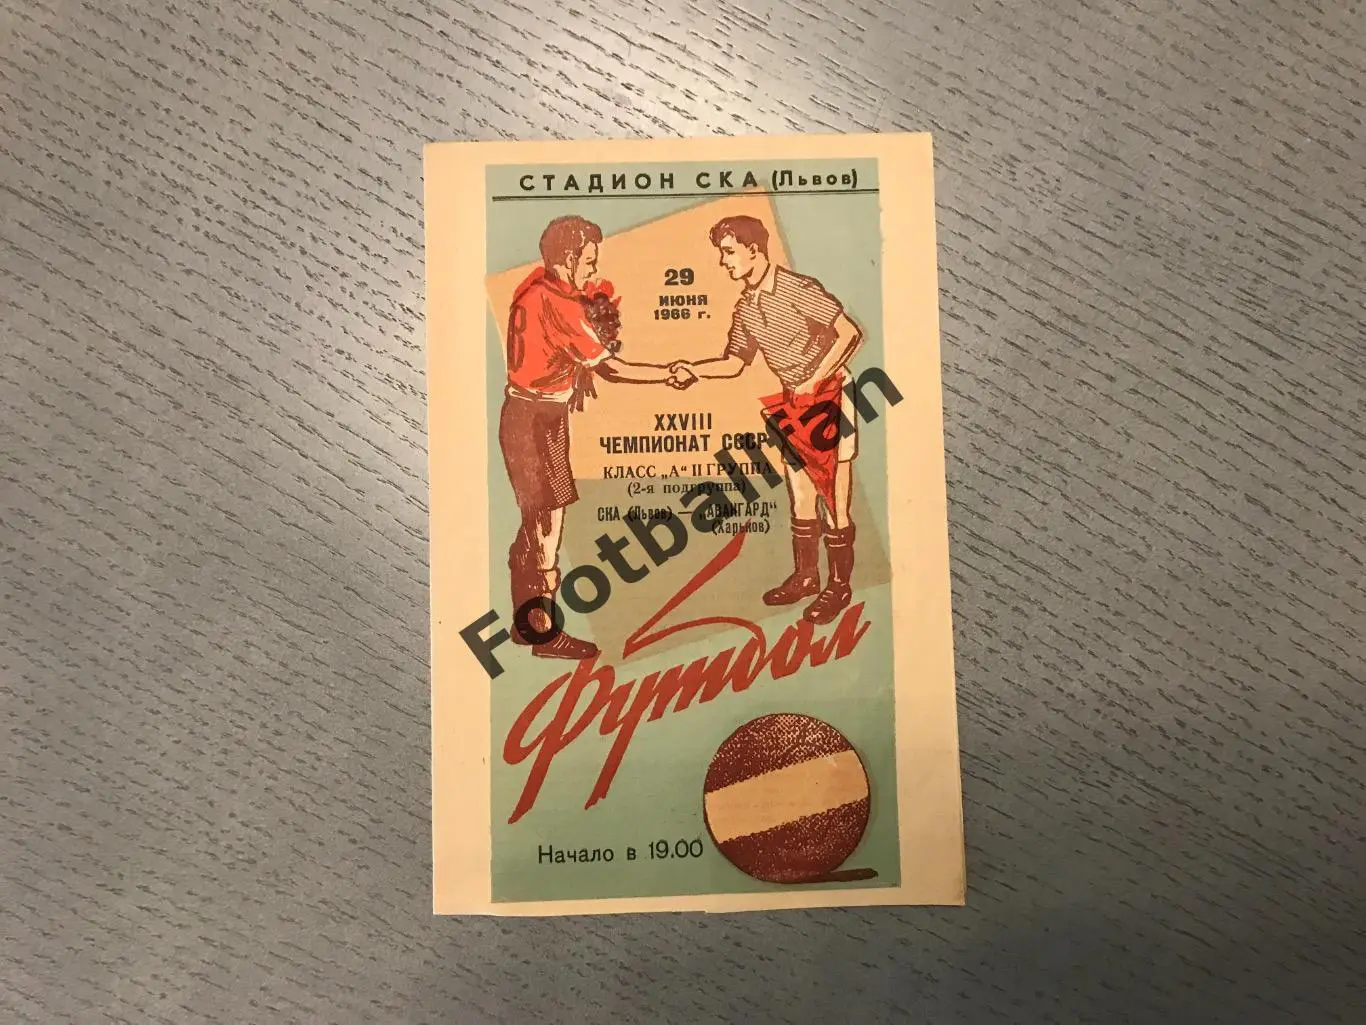 СТАДИОН СКА (Львов)
29
ИЮНЯ
1966 г.
8
XXVIII
ЧЕМПИОНАТ СССР
КЛАСС „А“ II ГРУППА
(2-я подгруппа)
СКА (Львов) — „АВАНГАРД“
(Харьков)
Footballfan
Футбол
Начало в 19.00